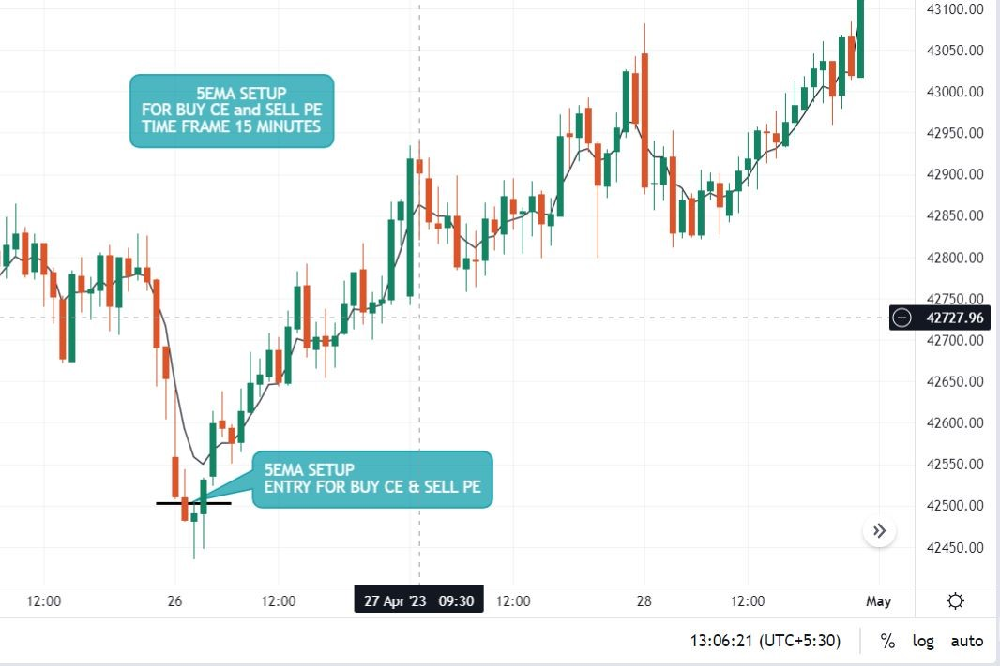 43100.00
43050.00
5EMA SETUP
FOR BUY CE and SELL PE
TIME FRAME 15 MINUTES
43000.00
42950.00
42900.00
42850.00
42800.00
42750.00
42727.96
42700.00
42650.00
42600.00
42550.00
5EMA SETUP
ENTRY FOR BUY CE & SELL PE
42500.00
42450.00
12:00 26 12:00 27 Apr '23 09:30 12:00 28 12:00 May
13:06:21 (UTC+5:30) % log auto